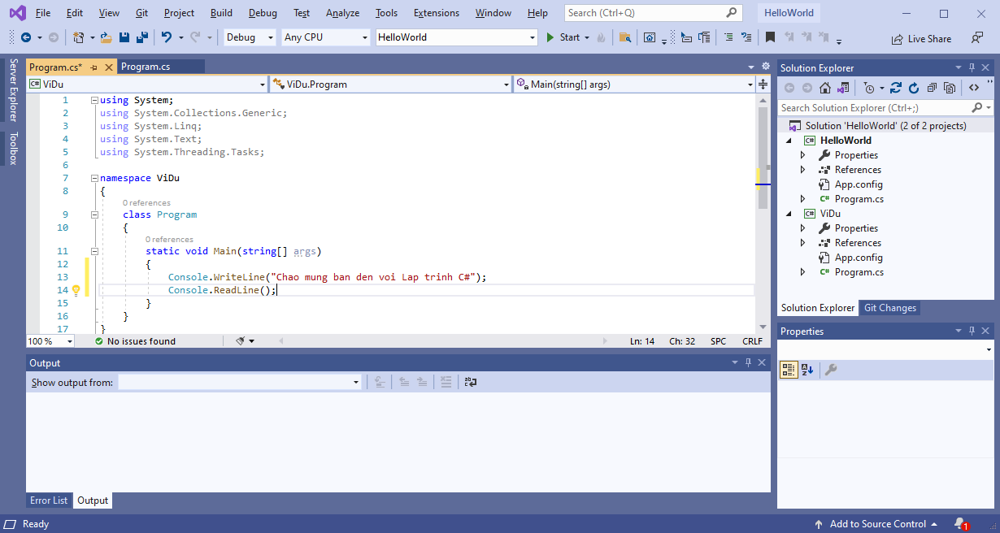 File Edit View Git Project Build Debug Test Analyze Tools Extensions Window Help Search (Ctrl+Q) HelloWorld
Debug Any CPU HelloWorld Start Live Share
Server Explorer
Toolbox
Program.cs* Program.cs
C# ViDu ViDu.Program Main(string[] args)
1 using System;
2 using System.Collections.Generic;
3 using System.Linq;
4 using System.Text;
5 using System.Threading.Tasks;
6
7 namespace ViDu
8 {
0 references
9 class Program
10 {
0 references
11 static void Main(string[] args)
12 {
13 Console.WriteLine("Chao mung ban den voi Lap trinh C#");
14 Console.ReadLine();
15 }
16 }
17 }
100 % No issues found Ln: 14 Ch: 32 SPC CRLF
Output
Show output from:
Error List Output
Solution Explorer
Search Solution Explorer (Ctrl+;)
Solution 'HelloWorld' (2 of 2 projects)
C# HelloWorld
Properties
References
App.config
C# Program.cs
C# ViDu
Properties
References
App.config
C# Program.cs
Solution Explorer Git Changes
Properties
Ready Add to Source Control 1